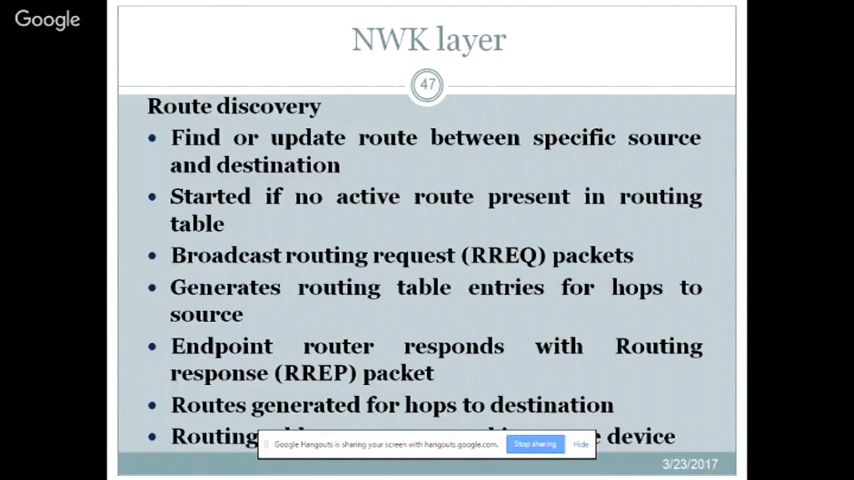 Google
NWK layer
47
Route discovery
• Find or update route between specific source
and destination
• Started if no active route present in routing
table
• Broadcast routing request (RREQ) packets
• Generates routing table entries for hops to
source
• Endpoint router responds with Routing
response (RREP) packet
• Routes generated for hops to destination
• Routing device
Google Hangouts is sharing your screen with hangouts.google.com.
Stop sharing
Hide
3/23/2017